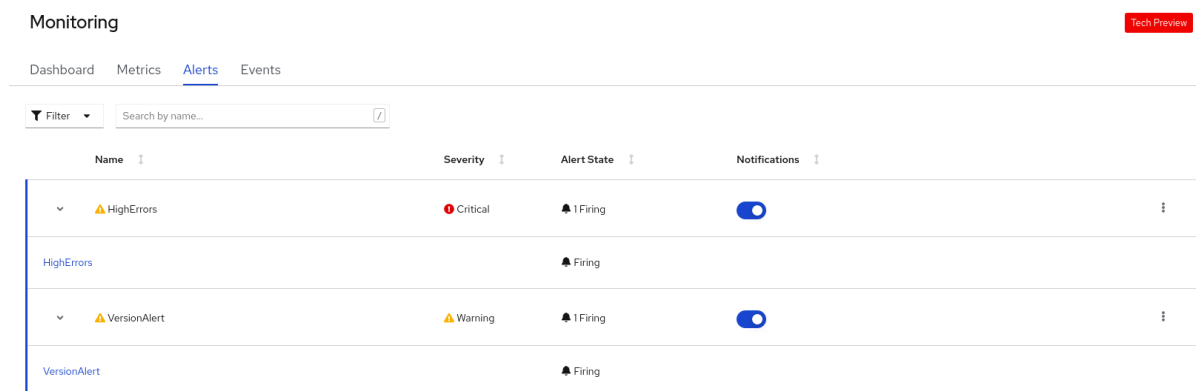 Monitoring
Tech Preview
Dashboard Metrics Alerts Events
Filter Search by name... /
Name Severity Alert State Notifications
HighErrors Critical 1 Firing
HighErrors Firing
VersionAlert Warning 1 Firing
VersionAlert Firing